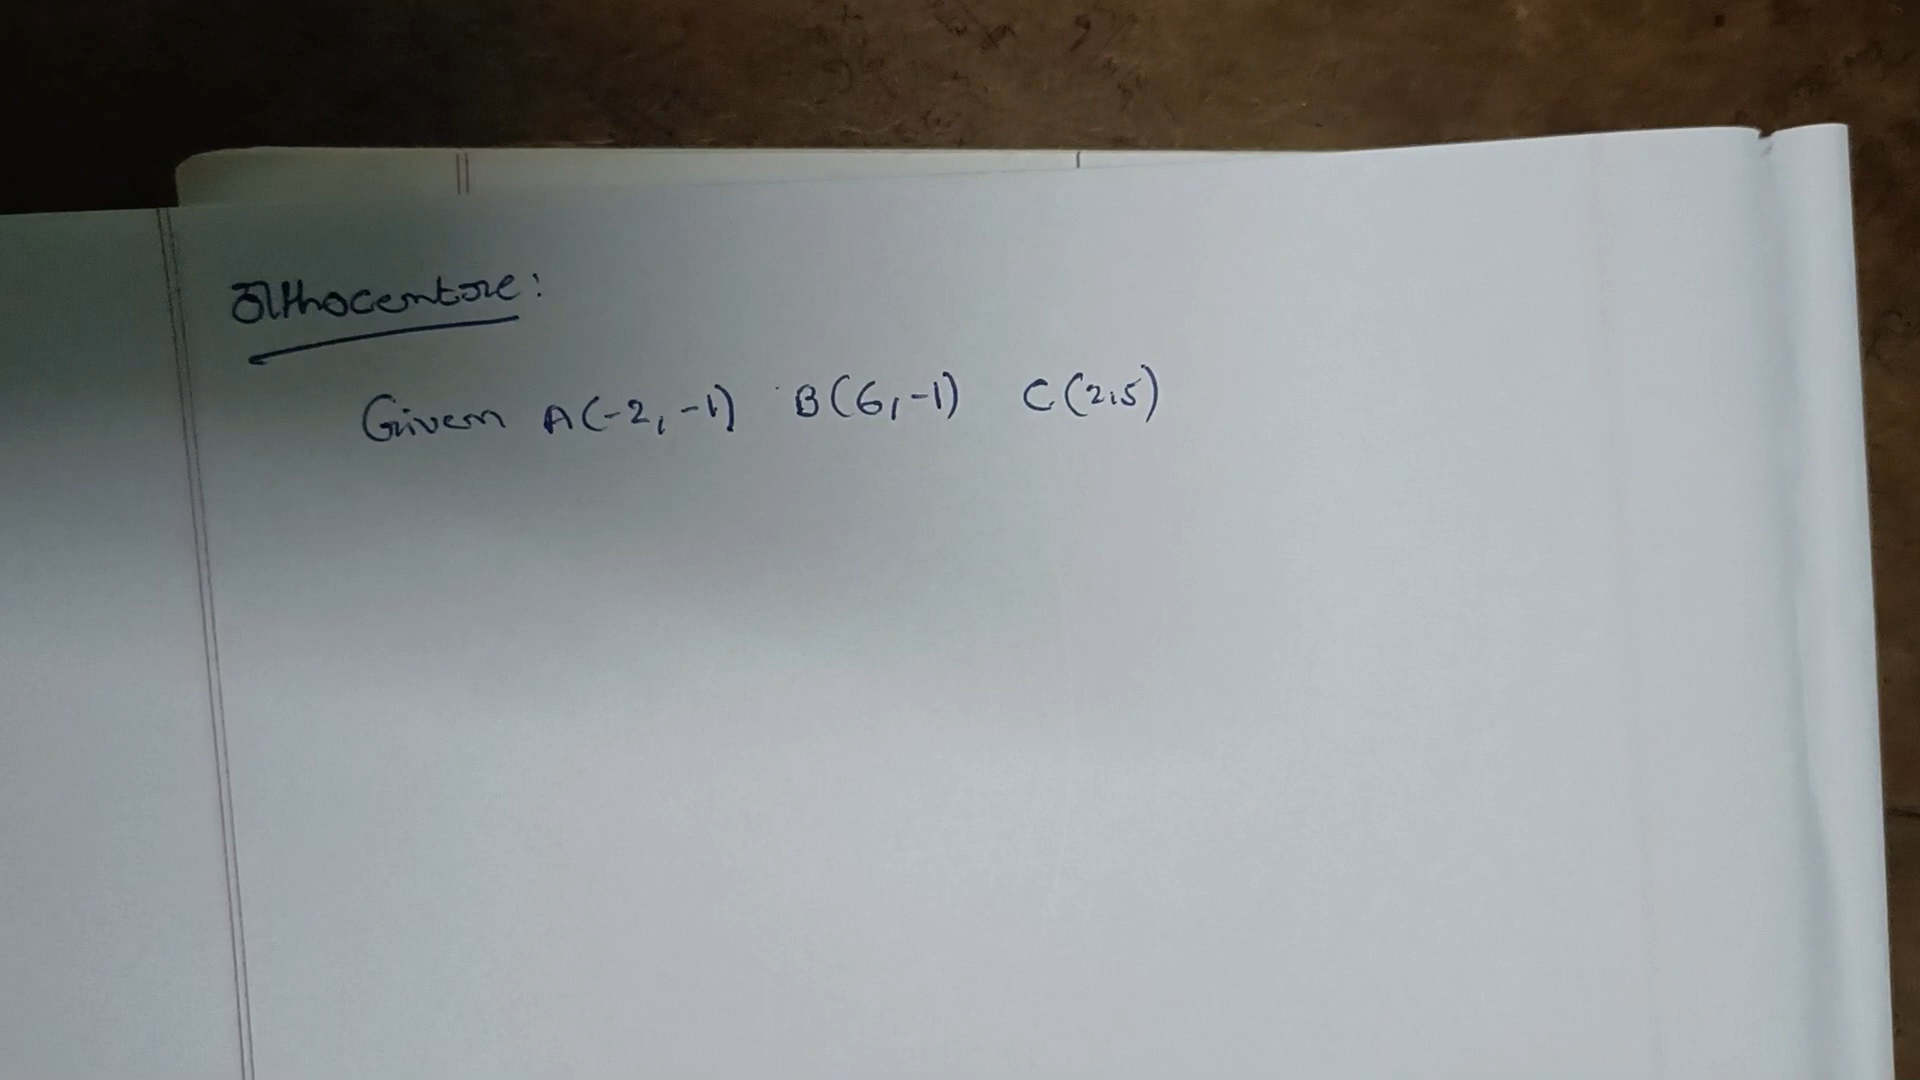 Orthocentre:
Given A(-2, -1) B(6, -1) C(2,5)